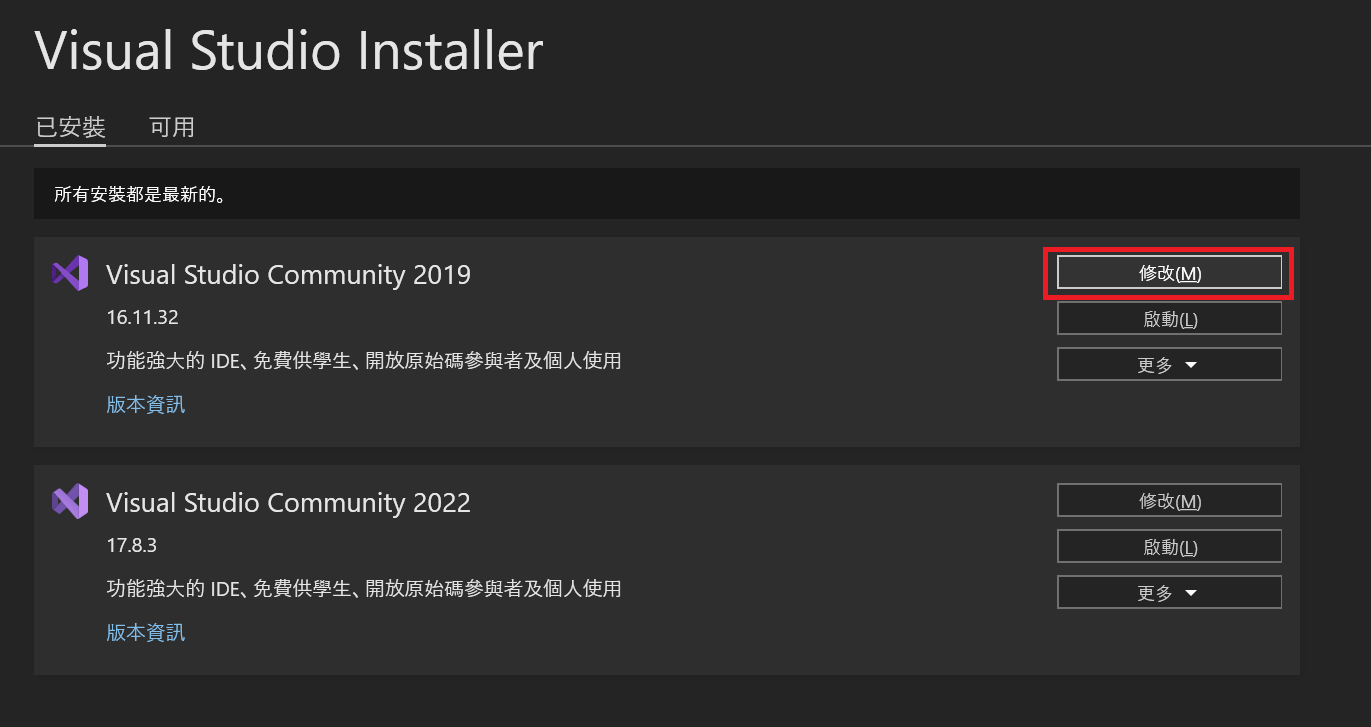 Visual Studio Installer
已安裝 可用
所有安裝都是最新的。
Visual Studio Community 2019
修改(M)
16.11.32
啟動(L)
功能強大的 IDE、免費供學生、開放原始碼參與者及個人使用
更多
版本資訊
Visual Studio Community 2022
修改(M)
17.8.3
啟動(L)
功能強大的 IDE、免費供學生、開放原始碼參與者及個人使用
更多
版本資訊